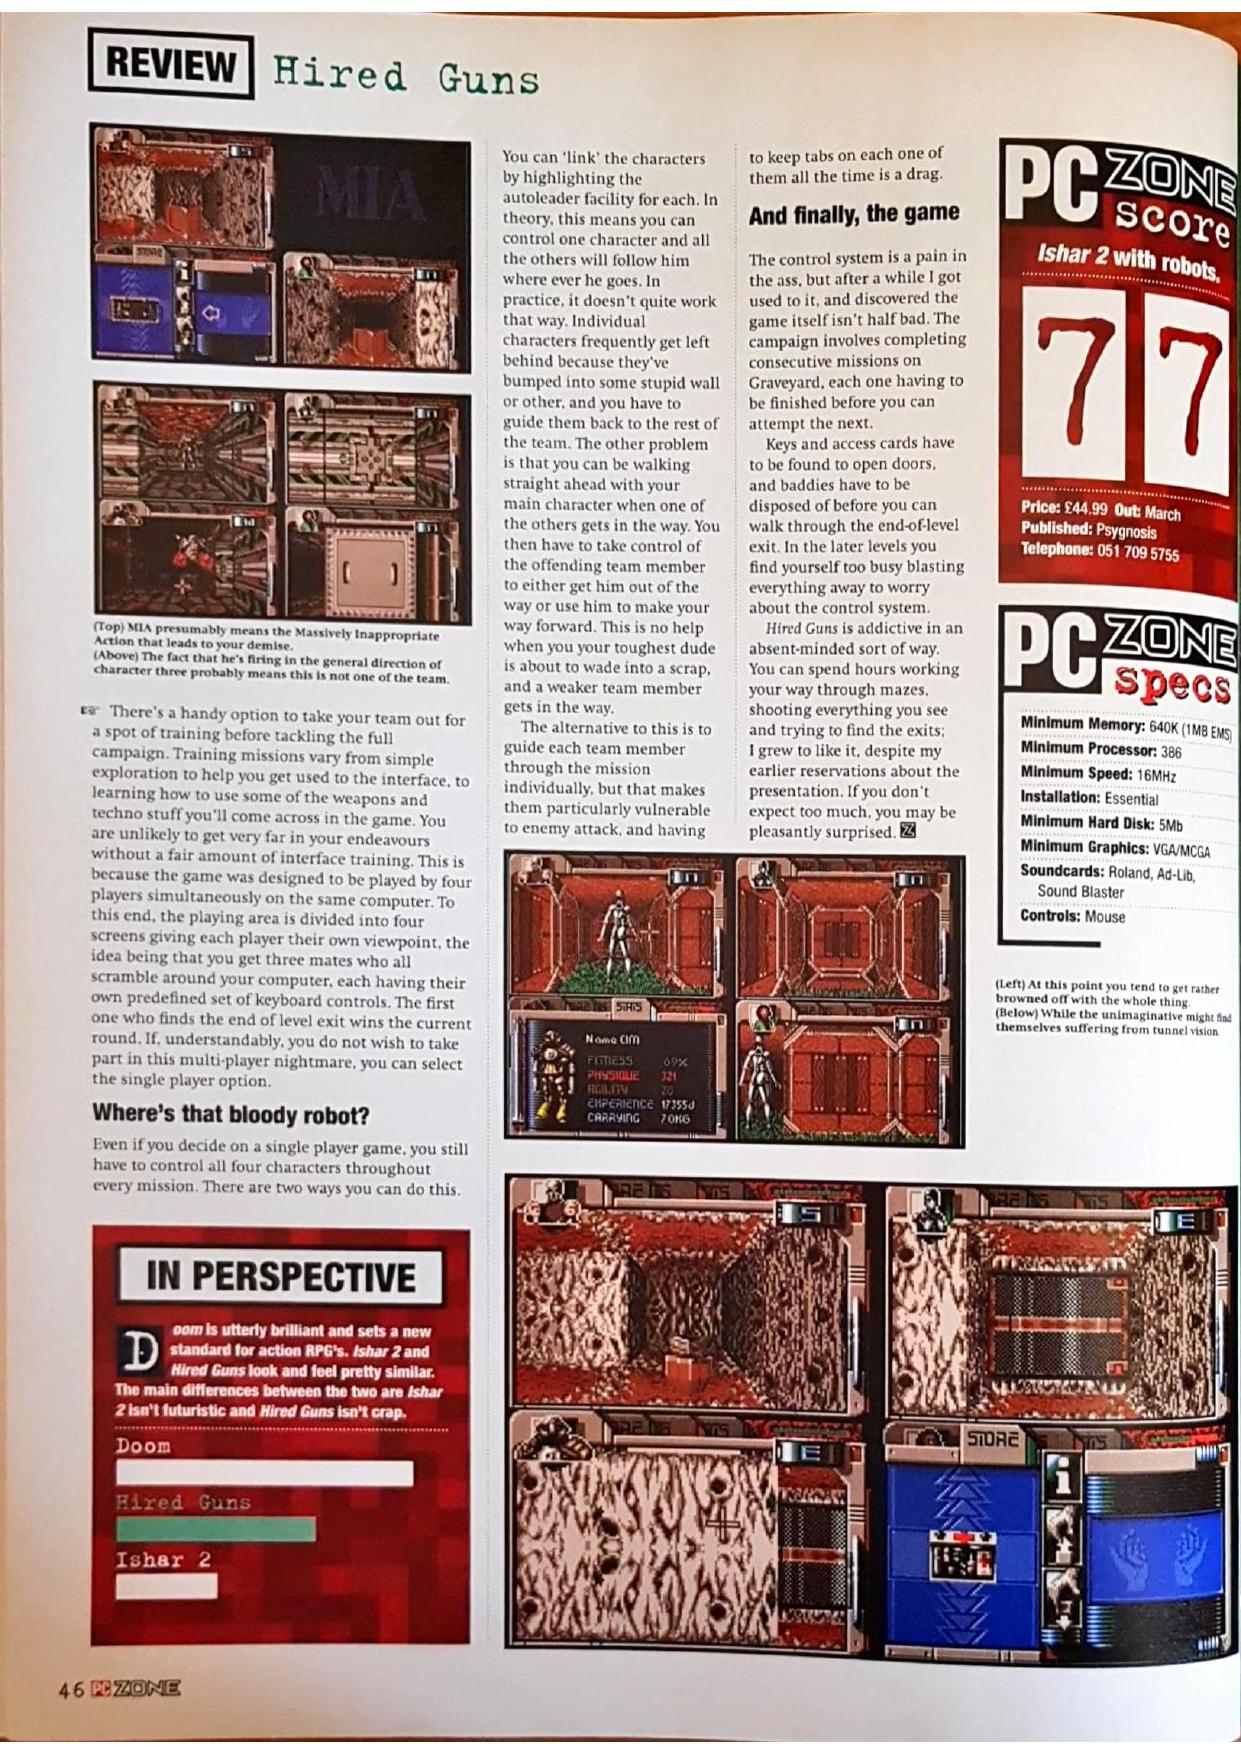 REVIEW Hired Guns
MIA
STORE
(Top) MIA presumably means the Massively Inappropriate
Action that leads to your demise.
(Above) The fact that he's firing in the general direction of
character three probably means this is not one of the team.
There's a handy option to take your team out for
a spot of training before tackling the full
campaign. Training missions vary from simple
exploration to help you get used to the interface, to
learning how to use some of the weapons and
techno stuff you'll come across in the game. You
are unlikely to get very far in your endeavours
without a fair amount of interface training. This is
because the game was designed to be played by four
players simultaneously on the same computer. To
this end, the playing area is divided into four
screens giving each player their own viewpoint, the
idea being that you get three mates who all
scramble around your computer, each having their
own predefined set of keyboard controls. The first
one who finds the end of level exit wins the current
round. If, understandably, you do not wish to take
part in this multi-player nightmare, you can select
the single player option.
Where's that bloody robot?
Even if you decide on a single player game, you still
have to control all four characters throughout
every mission. There are two ways you can do this.
You can 'link' the characters
by highlighting the
autoleader facility for each. In
theory, this means you can
control one character and all
the others will follow him
where ever he goes. In
practice, it doesn't quite work
that way. Individual
characters frequently get left
behind because they've
bumped into some stupid wall
or other, and you have to
guide them back to the rest of
the team. The other problem
is that you can be walking
straight ahead with your
main character when one of
the others gets in the way. You
then have to take control of
the offending team member
to either get him out of the
way or use him to make your
way forward. This is no help
when you your toughest dude
is about to wade into a scrap,
and a weaker team member
gets in the way.
The alternative to this is to
guide each team member
through the mission
individually, but that makes
them particularly vulnerable
to enemy attack, and having
to keep tabs on each one of
them all the time is a drag.
And finally, the game
The control system is a pain in
the ass, but after a while I got
used to it, and discovered the
game itself isn't half bad. The
campaign involves completing
consecutive missions on
Graveyard, each one having to
be finished before you can
attempt the next.
Keys and access cards have
to be found to open doors,
and baddies have to be
disposed of before you can
walk through the end-of-level
exit. In the later levels you
find yourself too busy blasting
everything away to worry
about the control system.
Hired Guns is addictive in an
absent-minded sort of way.
You can spend hours working
your way through mazes,
shooting everything you see
and trying to find the exits;
I grew to like it, despite my
earlier reservations about the
presentation. If you don't
expect too much, you may be
pleasantly surprised. Z
PC ZONE
score
Ishar 2 with robots.
77
Price: £44.99 Out: March
Published: Psygnosis
Telephone: 051 709 5755
PC ZONE
specs
Minimum Memory: 640K (1MB EMS)
Minimum Processor: 386
Minimum Speed: 16MHz
Installation: Essential
Minimum Hard Disk: 5Mb
Minimum Graphics: VGA/MCGA
Soundcards: Roland, Ad-Lib,
Sound Blaster
Controls: Mouse
(Left) At this point you tend to get rather
browned off with the whole thing.
(Below) While the unimaginative might find
themselves suffering from tunnel vision
STATS
Name CIM
FITNESS 69%
PHYSIQUE 321
AGILITY 20
EXPERIENCE 17355d
CARRYING 70KG
S
E
E
STORE
i
IN PERSPECTIVE
Doom is utterly brilliant and sets a new
standard for action RPG's. Ishar 2 and
Hired Guns look and feel pretty similar.
The main differences between the two are Ishar
2 isn't futuristic and Hired Guns isn't crap.
Doom
Hired Guns
Ishar 2
46 PC ZONE